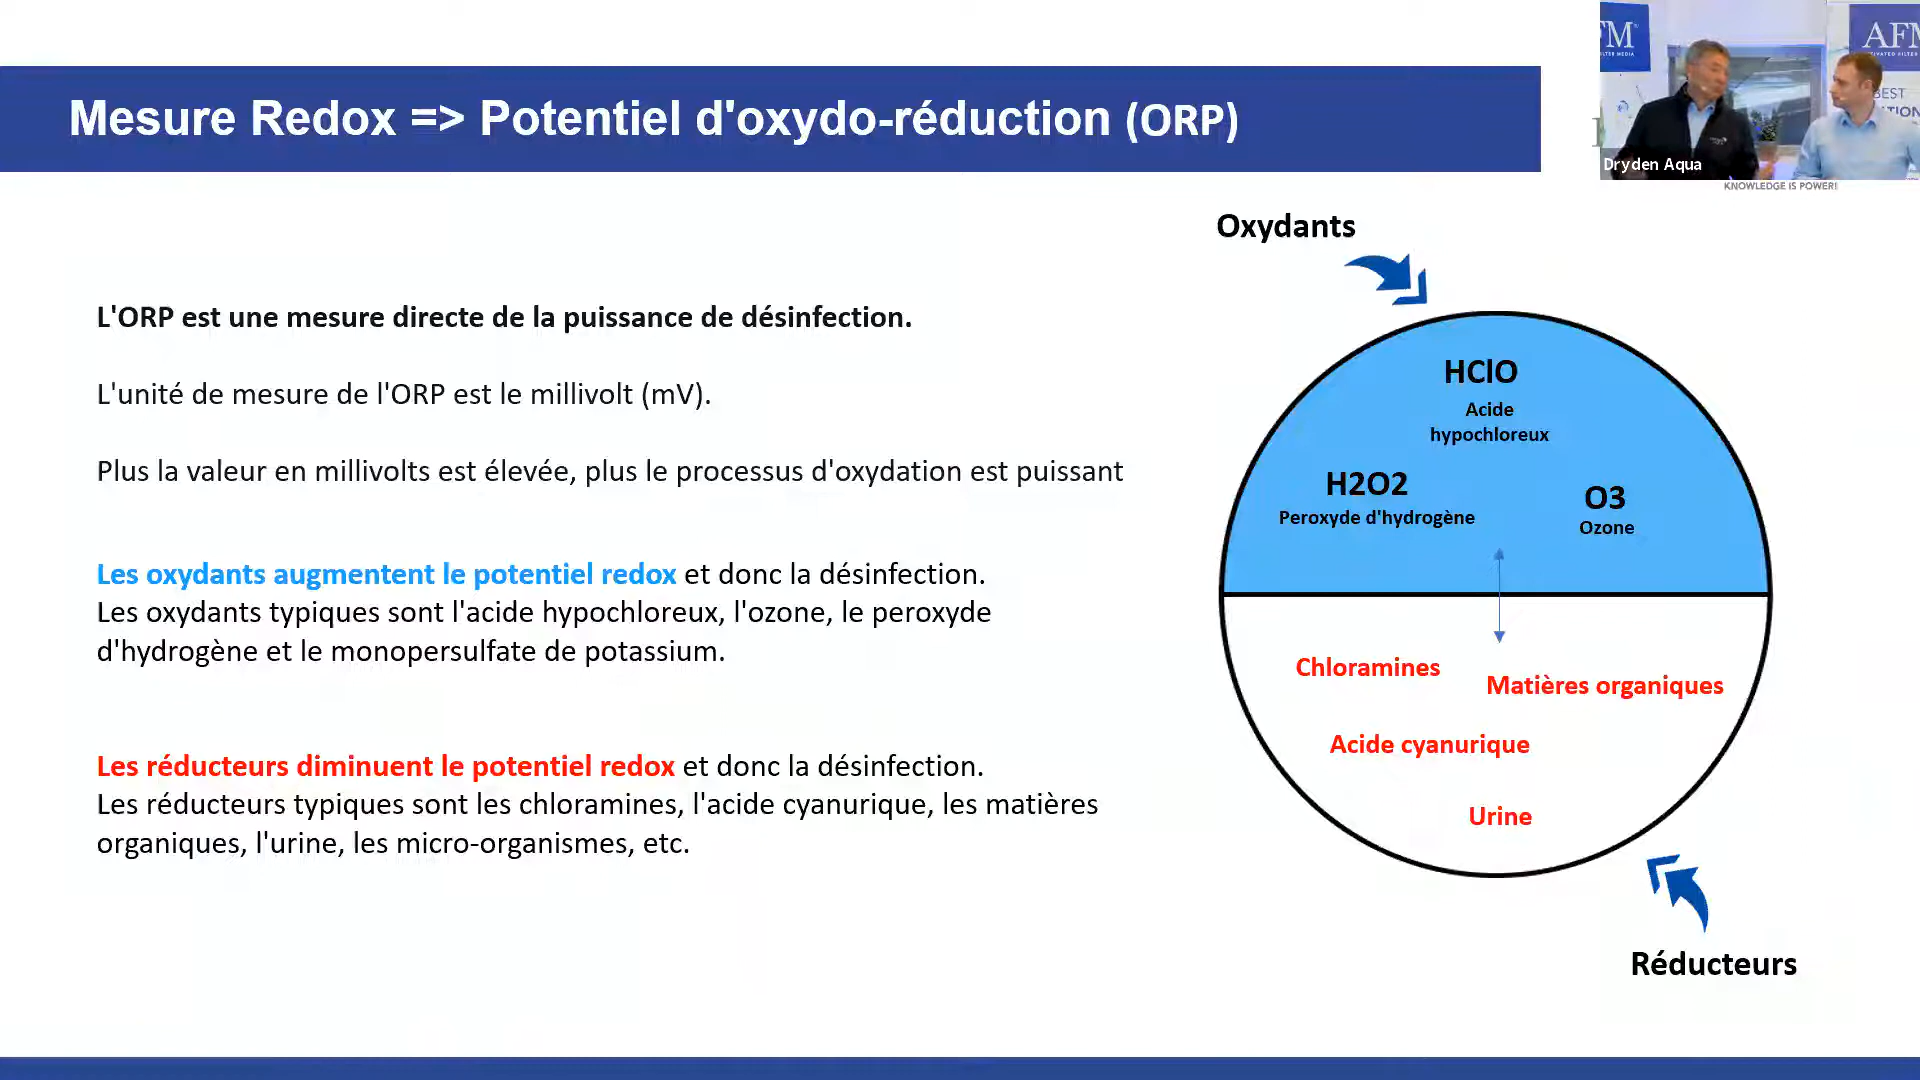 Mesure Redox => Potentiel d'oxydo-réduction (ORP)
Dryden Aqua
KNOWLEDGE IS POWER!
L'ORP est une mesure directe de la puissance de désinfection.
L'unité de mesure de l'ORP est le millivolt (mV).
Plus la valeur en millivolts est élevée, plus le processus d'oxydation est puissant
Les oxydants augmentent le potentiel redox et donc la désinfection.
Les oxydants typiques sont l'acide hypochloreux, l'ozone, le peroxyde
d'hydrogène et le monopersulfate de potassium.
Les réducteurs diminuent le potentiel redox et donc la désinfection.
Les réducteurs typiques sont les chloramines, l'acide cyanurique, les matières
organiques, l'urine, les micro-organismes, etc.
Oxydants
HClO
Acide
hypochloreux
H2O2
Peroxyde d'hydrogène
O3
Ozone
Chloramines
Matières organiques
Acide cyanurique
Urine
Réducteurs